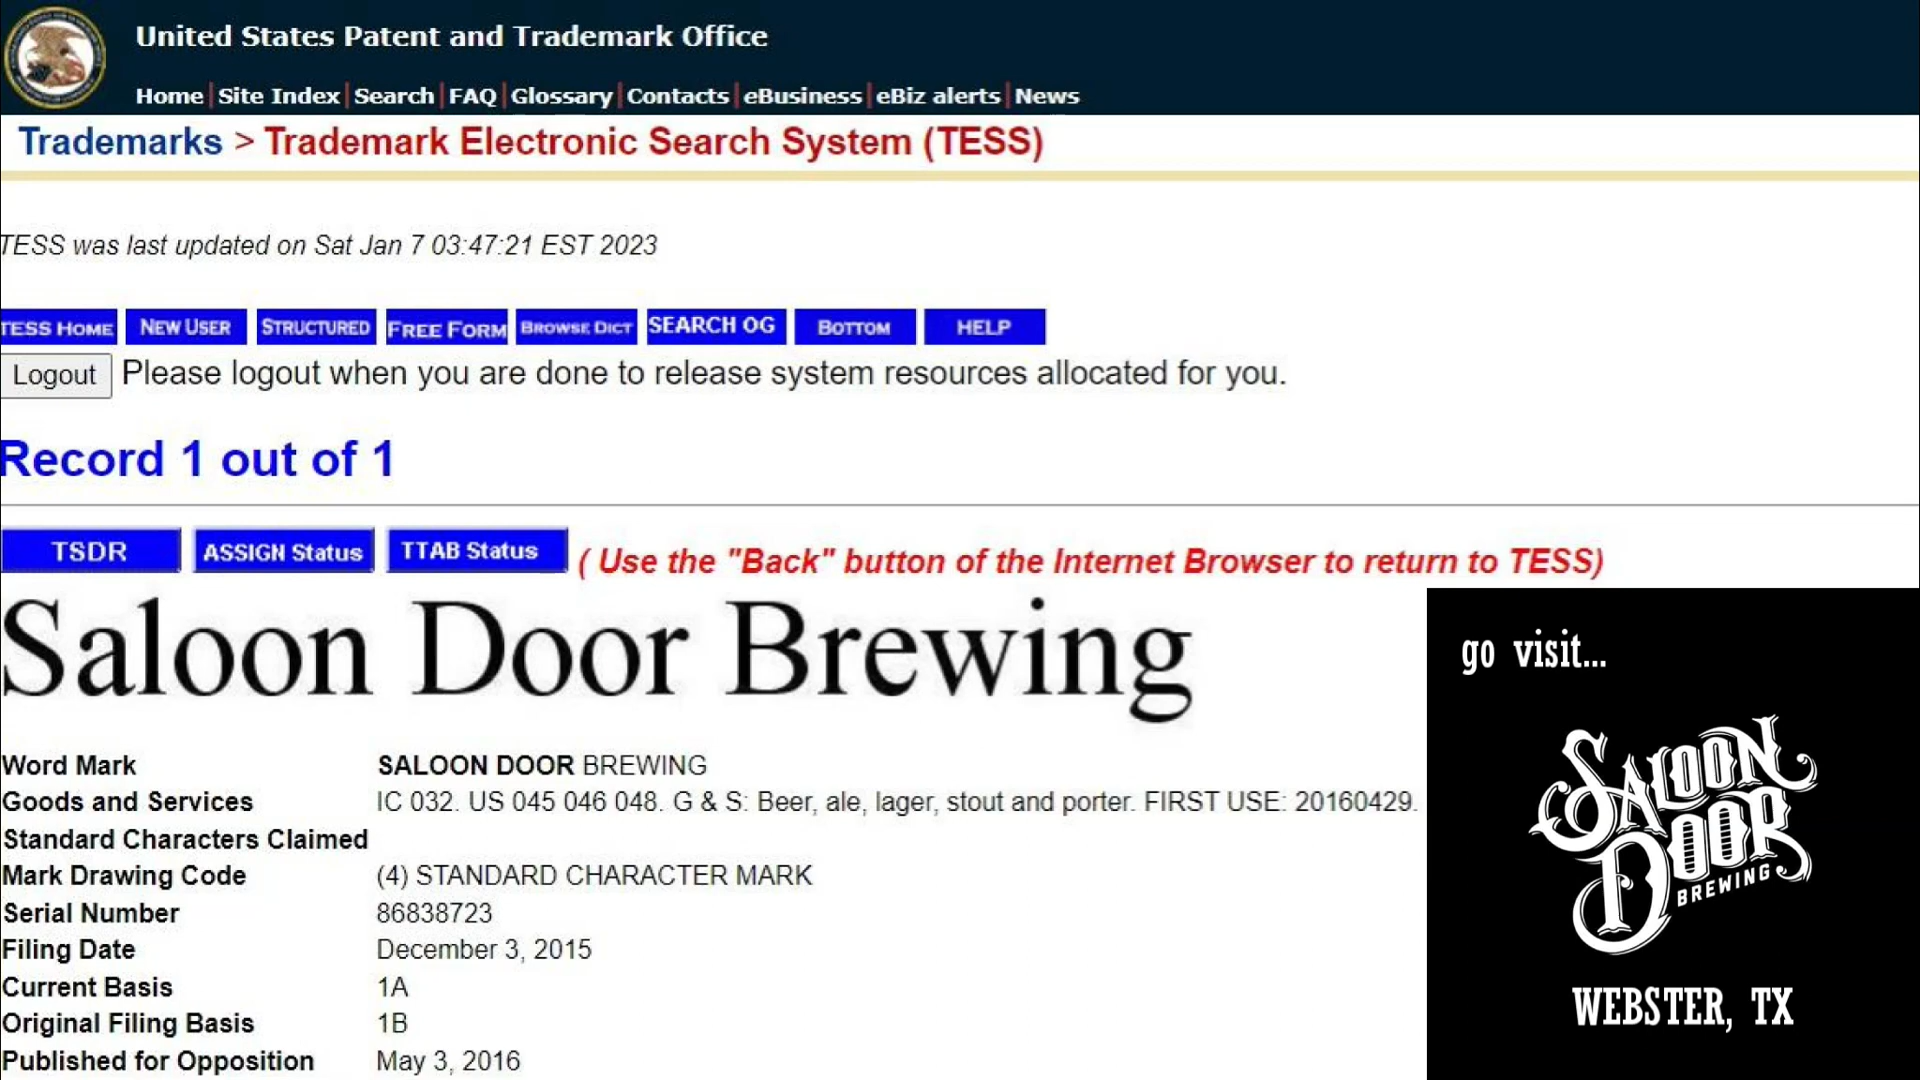 United States Patent and Trademark Office
Home | Site Index | Search | FAQ | Glossary | Contacts | eBusiness | eBiz alerts | News
Trademarks > Trademark Electronic Search System (TESS)
TESS was last updated on Sat Jan 7 03:47:21 EST 2023
TESS HOME NEW USER STRUCTURED FREE FORM BROWSE DICT SEARCH OG BOTTOM HELP
Logout Please logout when you are done to release system resources allocated for you.
Record 1 out of 1
TSDR ASSIGN Status TTAB Status ( Use the "Back" button of the Internet Browser to return to TESS)
Saloon Door Brewing
Word Mark SALOON DOOR BREWING
Goods and Services IC 032. US 045 046 048. G & S: Beer, ale, lager, stout and porter. FIRST USE: 20160429.
Standard Characters Claimed
Mark Drawing Code (4) STANDARD CHARACTER MARK
Serial Number 86838723
Filing Date December 3, 2015
Current Basis 1A
Original Filing Basis 1B
Published for Opposition May 3, 2016
go visit...
SALOON
DOOR
BREWING
WEBSTER, TX